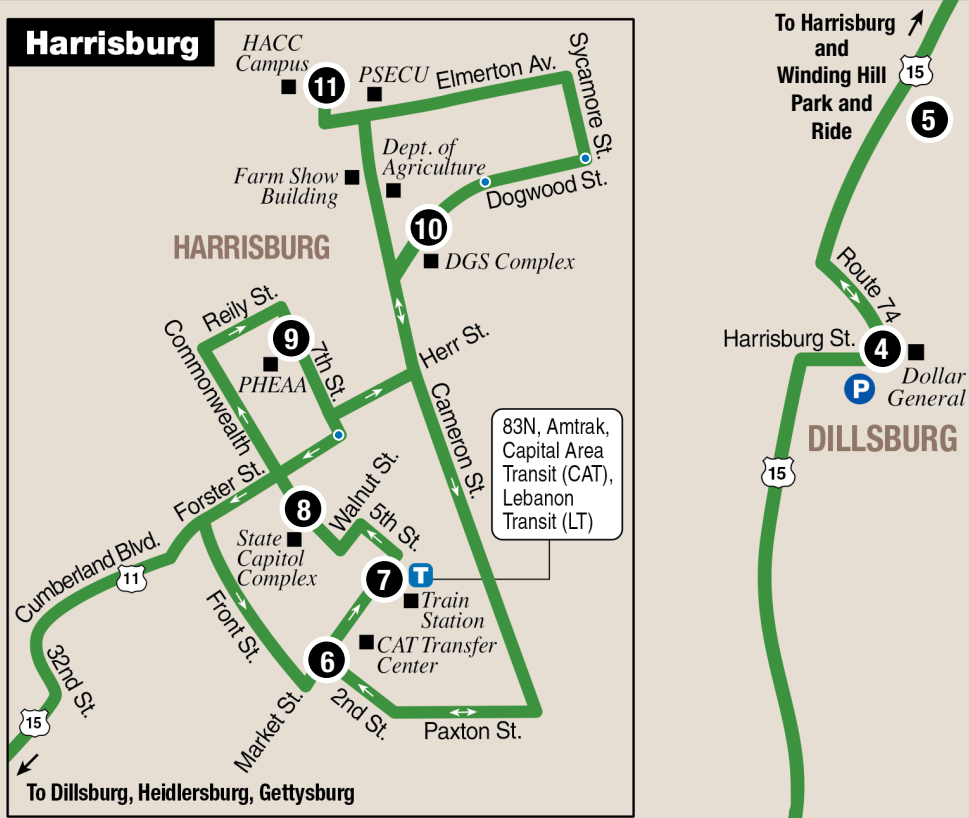 Harrisburg
HACC
Campus
11
PSECU
Elmerton Av.
Sycamore St.
Dept. of
Agriculture
Farm Show
Building
Dogwood St.
10
HARRISBURG
DGS Complex
Reily St.
Commonwealth
9
7th St.
PHEAA
Herr St.
Cameron St.
83N, Amtrak,
Capital Area
Transit (CAT),
Lebanon
Transit (LT)
Forster St.
8
Walnut St.
5th St.
State
Capitol
Complex
Cumberland Blvd.
11
7
T
Train
Station
Front St.
6
CAT Transfer
Center
32nd St.
15
Market St.
2nd St.
Paxton St.
To Dillsburg, Heidlersburg, Gettysburg
To Harrisburg
and
Winding Hill
Park and
Ride
15
5
Route 74
Harrisburg St.
4
P
Dollar
General
DILLSBURG
15